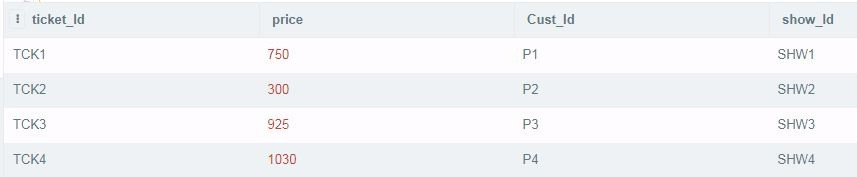 ticket_Id price Cust_Id show_Id
TCK1 750 P1 SHW1
TCK2 300 P2 SHW2
TCK3 925 P3 SHW3
TCK4 1030 P4 SHW4